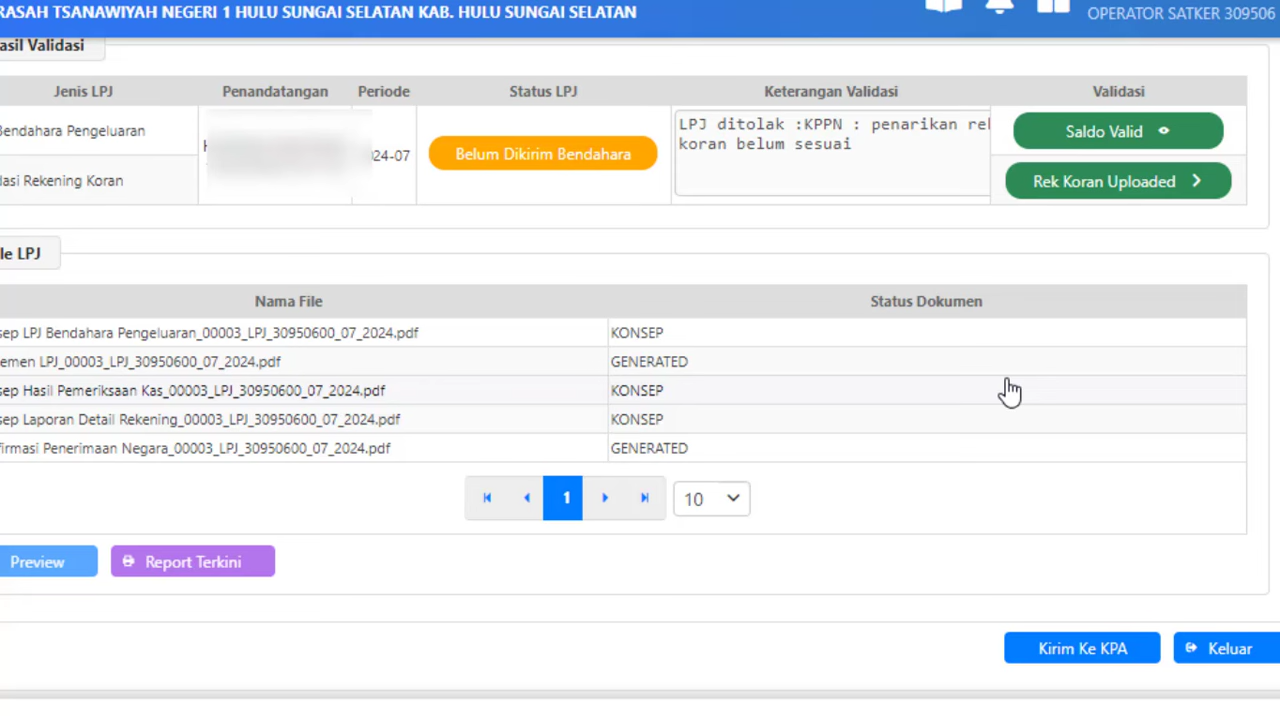 RASAH TSANAWIYAH NEGERI 1 HULU SUNGAI SELATAN KAB. HULU SUNGAI SELATAN
OPERATOR SATKER 309506
asil Validasi
Jenis LPJ Penandatangan Periode Status LPJ Keterangan Validasi Validasi
Bendahara Pengeluaran
24-07
Belum Dikirim Bendahara
LPJ ditolak :KPPN : penarikan rek
koran belum sesuai
Saldo Valid
iasi Rekening Koran
Rek Koran Uploaded
le LPJ
Nama File Status Dokumen
sep LPJ Bendahara Pengeluaran_00003_LPJ_30950600_07_2024.pdf KONSEP
emen LPJ_00003_LPJ_30950600_07_2024.pdf GENERATED
sep Hasil Pemeriksaan Kas_00003_LPJ_30950600_07_2024.pdf KONSEP
sep Laporan Detail Rekening_00003_LPJ_30950600_07_2024.pdf KONSEP
firmasi Penerimaan Negara_00003_LPJ_30950600_07_2024.pdf GENERATED
1 10
Preview Report Terkini
Kirim Ke KPA Keluar